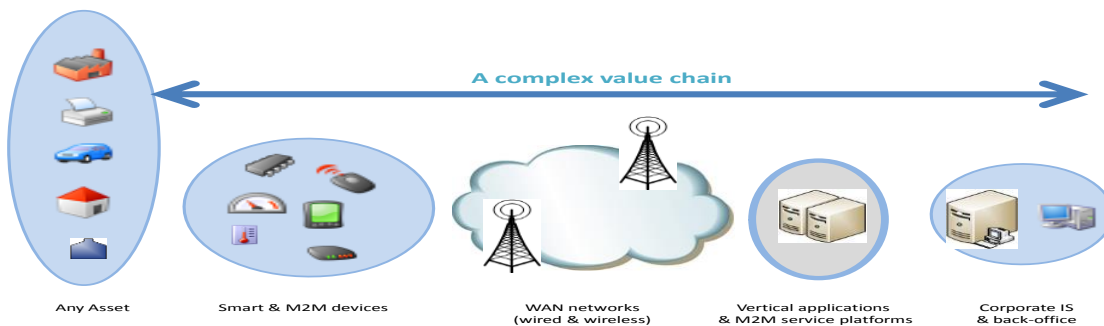 A complex value chain
Any Asset
Smart & M2M devices
WAN networks
(wired & wireless)
Vertical applications
& M2M service platforms
Corporate IS
& back-office